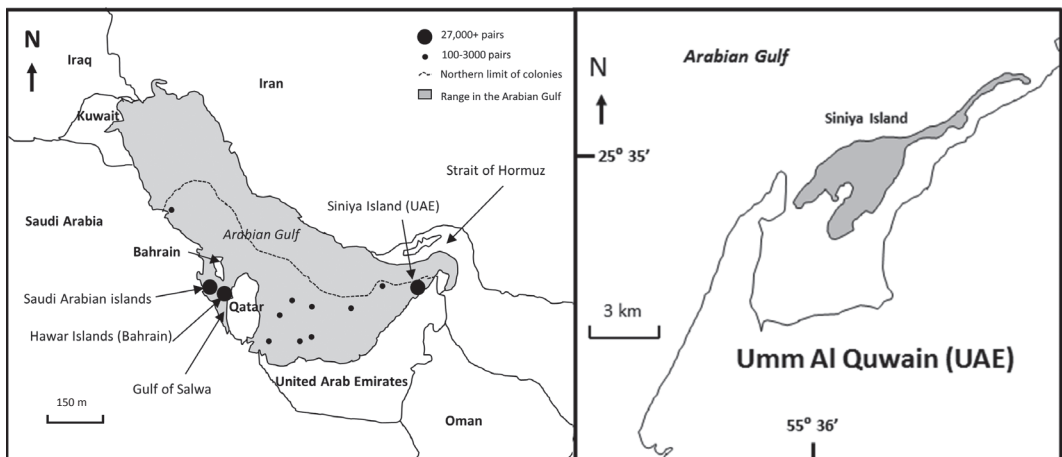 N
Iraq
Kuwait
Iran
27,000+ pairs
100-3000 pairs
Northern limit of colonies
Range in the Arabian Gulf
Strait of Hormuz
Siniya Island (UAE)
Saudi Arabia
Arabian Gulf
Bahrain
Saudi Arabian islands
Qatar
Hawar Islands (Bahrain)
Gulf of Salwa
United Arab Emirates
150 m
Oman
Arabian Gulf
N
Siniya Island
25° 35'
3 km
Umm Al Quwain (UAE)
55° 36'